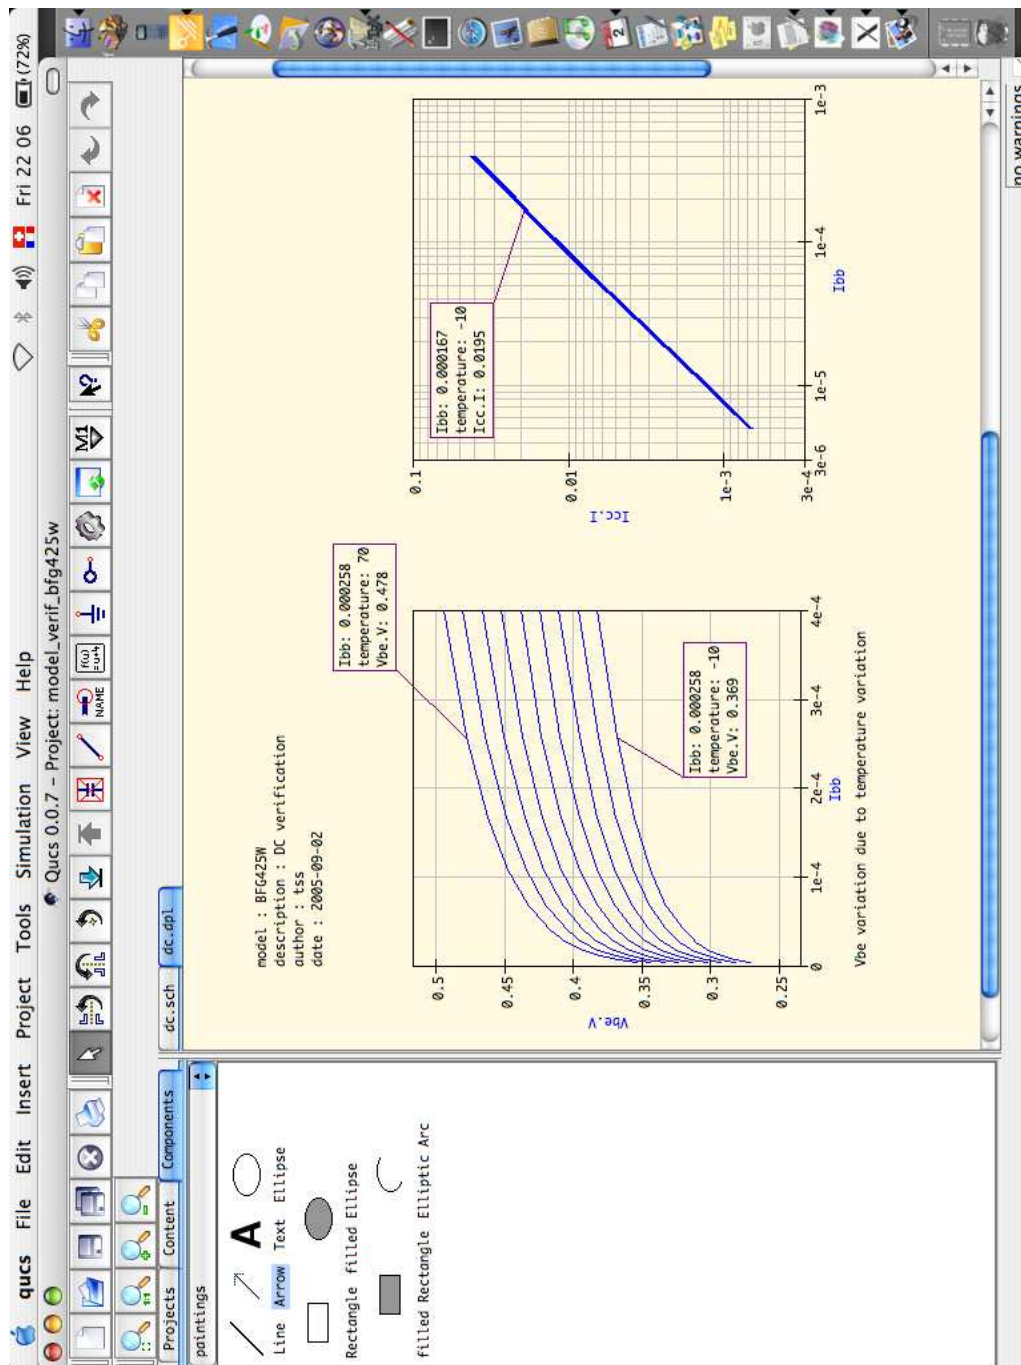 qucs File Edit Insert Project Tools Simulation View Help Fri 22 06 (72%)
Qucs 0.0.7 - Project: model_verif_bfg425w
NAME
f(u)
=u+4
M1
1:1
Projects Content Components
dc.sch dc.dpl
paintings
Line Arrow Text Ellipse
Rectangle filled Ellipse
filled Rectangle Elliptic Arc
model : BFG425W
description : DC verification
author : tss
date : 2005-09-02
Ibb: 0.000258
temperature: 70
Vbe.V: 0.478
Vbe.V
0.5
0.45
0.4
0.35
0.3
0.25
Ibb: 0.000258
temperature: -10
Vbe.V: 0.369
0 1e-4 2e-4 3e-4 4e-4
Ibb
Vbe variation due to temperature variation
Icc.I
0.1
0.01
1e-3
3e-4
Ibb: 0.000167
temperature: -10
Icc.I: 0.0195
3e-6 1e-5 1e-4 1e-3
Ibb
no warnings
2
X